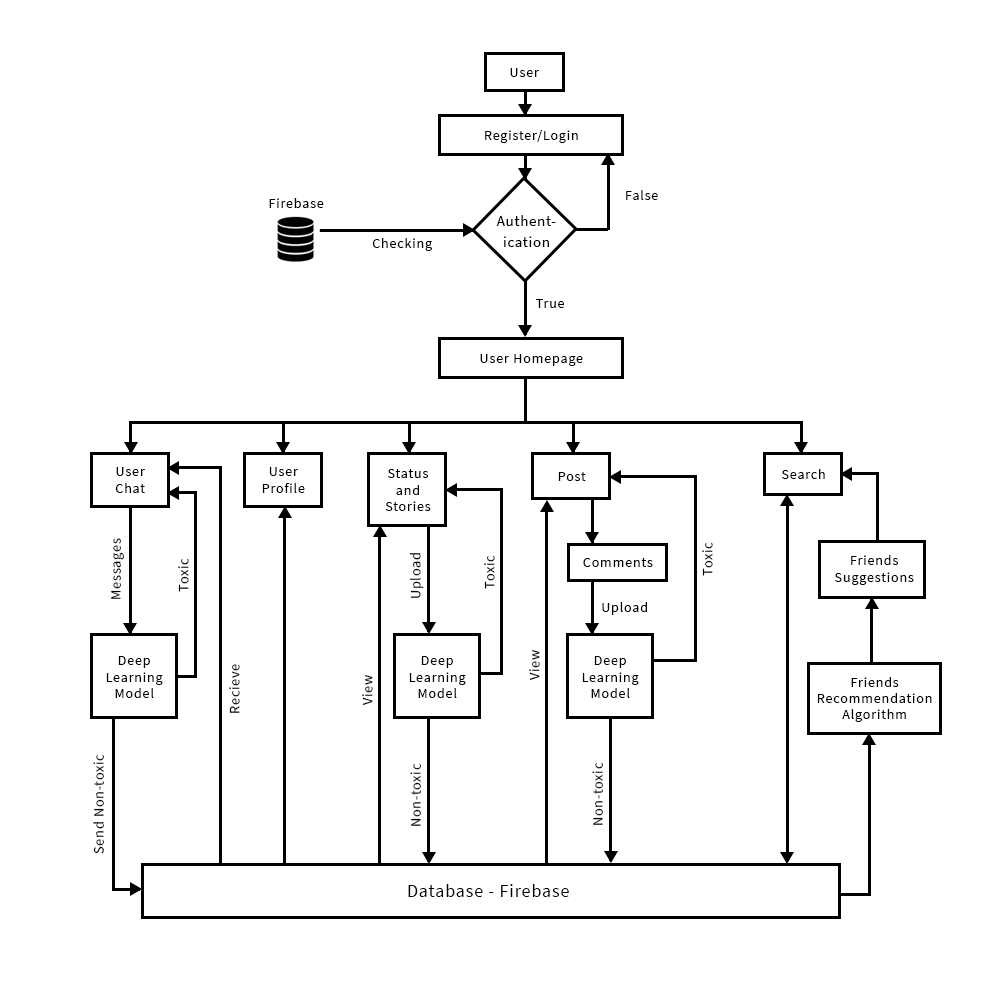 User
Register/Login
False
Firebase
Authent-
ication
Checking
True
User Homepage
User
Chat
User
Profile
Status
and
Stories
Post
Search
Messages
Toxic
Upload
Toxic
Comments
Toxic
Friends
Suggestions
Upload
Deep
Learning
Model
Recieve
View
Deep
Learning
Model
View
Deep
Learning
Model
Friends
Recommendation
Algorithm
Send Non-toxic
Non-toxic
Non-toxic
Database - Firebase